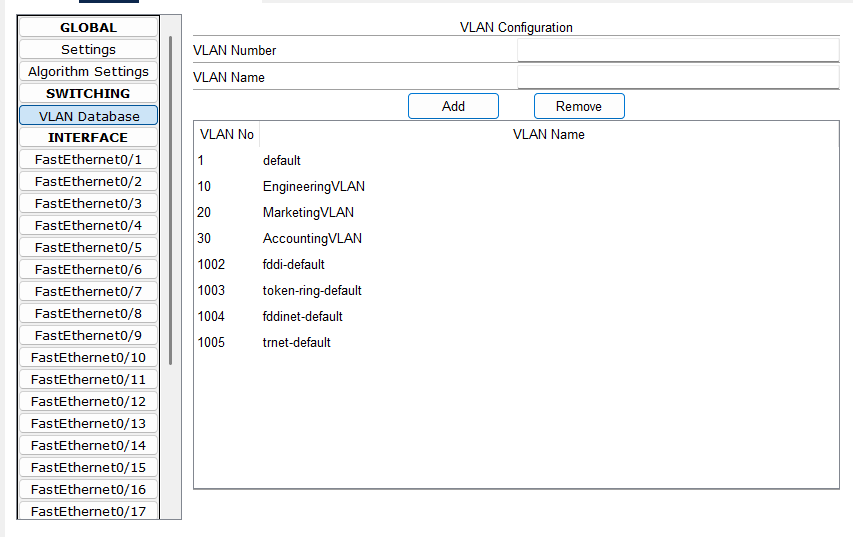 GLOBAL
Settings
Algorithm Settings
SWITCHING
VLAN Database
INTERFACE
FastEthernet0/1
FastEthernet0/2
FastEthernet0/3
FastEthernet0/4
FastEthernet0/5
FastEthernet0/6
FastEthernet0/7
FastEthernet0/8
FastEthernet0/9
FastEthernet0/10
FastEthernet0/11
FastEthernet0/12
FastEthernet0/13
FastEthernet0/14
FastEthernet0/15
FastEthernet0/16
FastEthernet0/17
VLAN Configuration
VLAN Number
VLAN Name
Add Remove
VLAN No VLAN Name
1 default
10 EngineeringVLAN
20 MarketingVLAN
30 AccountingVLAN
1002 fddi-default
1003 token-ring-default
1004 fddinet-default
1005 trnet-default